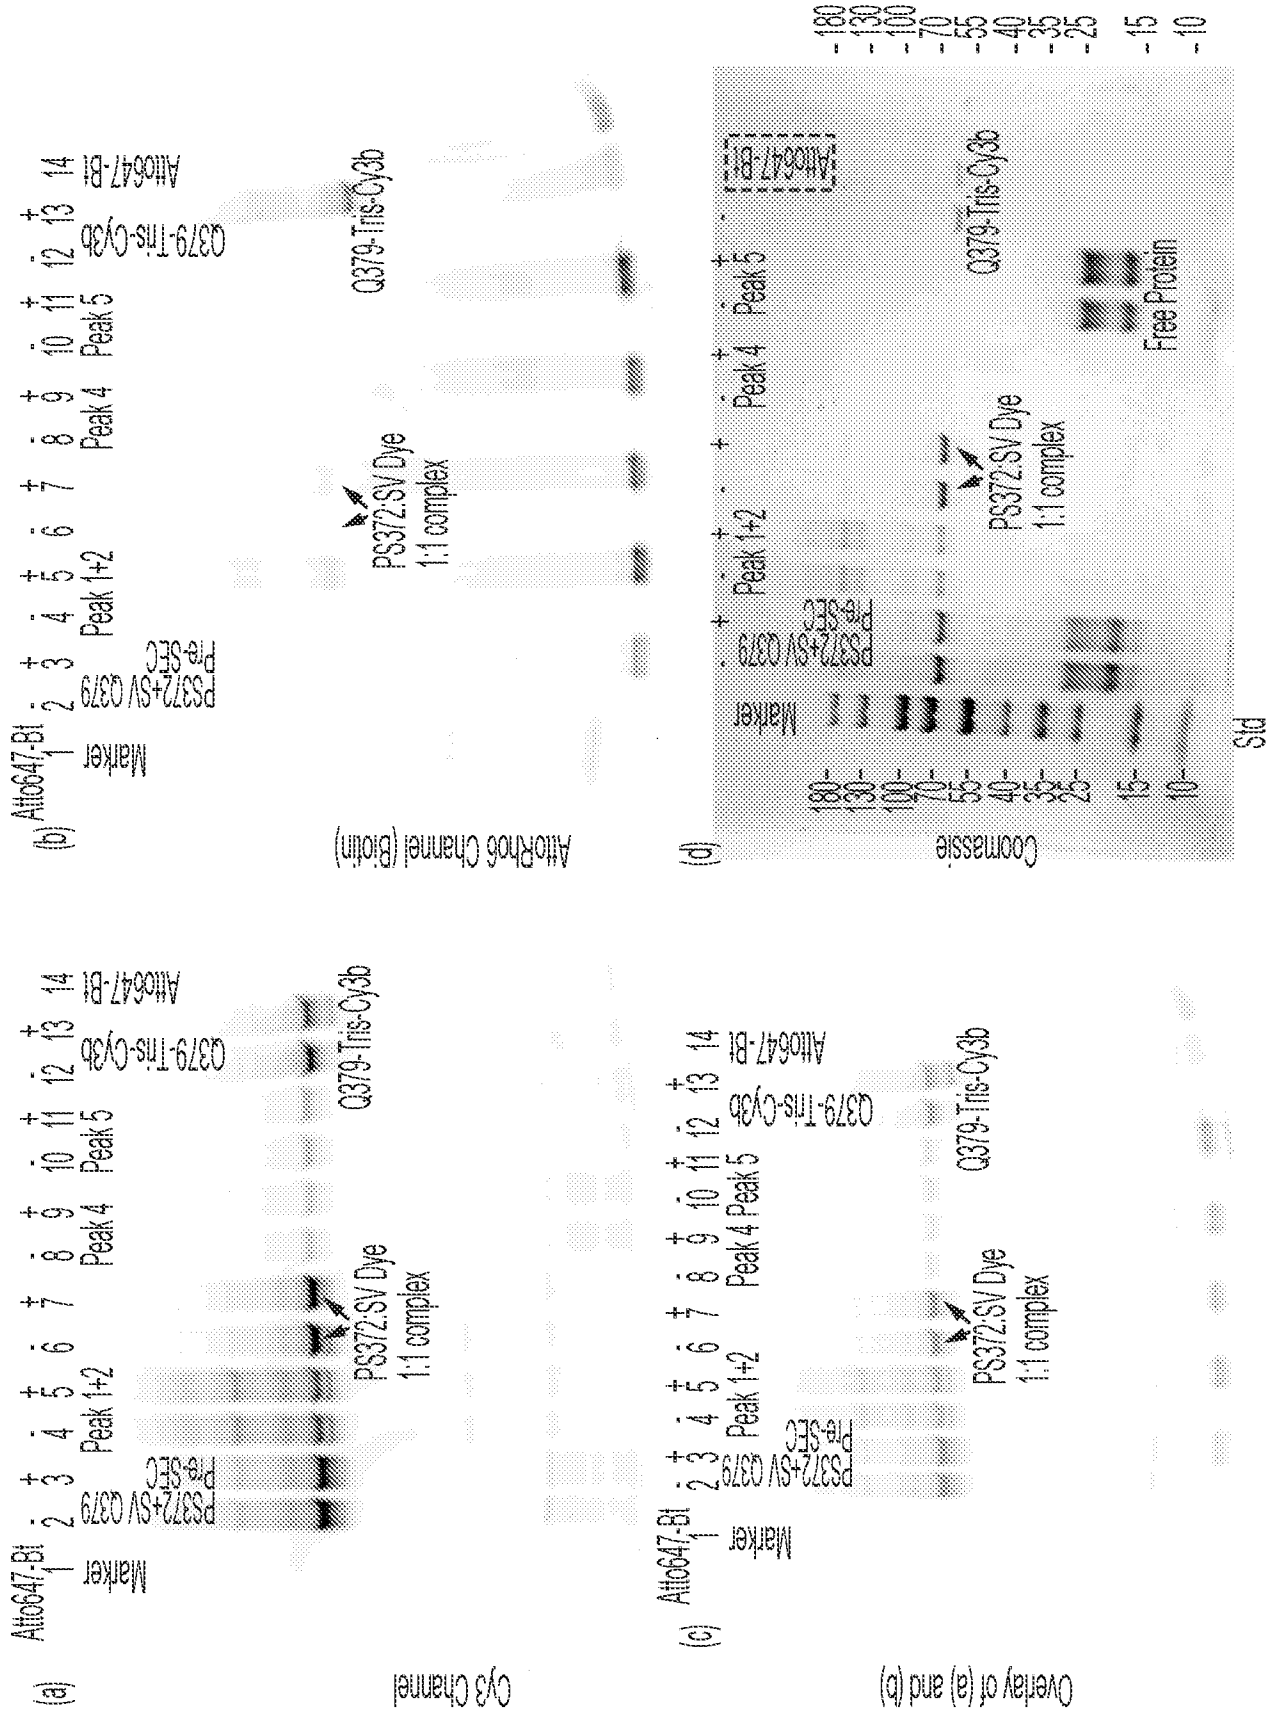 (a)
Atto647-Bt - + - + - + - + - + - +
1 2 3 4 5 6 7 8 9 10 11 12 13 14
Marker
PS372+SV Q379
Pre-SEC
Peak 1+2
Peak 4
Peak 5
Q379-Tris-Cy3b
Atto647-Bt
Cy3 Channel
PS372:SV Dye
1:1 complex
Q379-Tris-Cy3b
(b)
Atto647-Bt - + - + - + - + - + - +
1 2 3 4 5 6 7 8 9 10 11 12 13 14
Marker
PS372+SV Q379
Pre-SEC
Peak 1+2
Peak 4
Peak 5
Q379-Tris-Cy3b
Atto647-Bt
AttoRho6 Channel (Biotin)
PS372:SV Dye
1:1 complex
Q379-Tris-Cy3b
(c)
Atto647-Bt - + - + - + - + - + - +
1 2 3 4 5 6 7 8 9 10 11 12 13 14
Marker
PS372+SV Q379
Pre-SEC
Peak 1+2
Peak 4
Peak 5
Q379-Tris-Cy3b
Atto647-Bt
Overlay of (a) and (b)
PS372:SV Dye
1:1 complex
Q379-Tris-Cy3b
(d)
- + - + - + - + - + -
Marker
PS372+SV Q379
Pre-SEC
Peak 1+2
Peak 4
Peak 5
Atto647-Bt
Coomassie
180-
130-
100-
70-
55-
40-
35-
25-
15-
10-
- 180
- 130
- 100
- 70
- 55
- 40
- 35
- 25
- 15
- 10
PS372:SV Dye
1:1 complex
Q379-Tris-Cy3b
Free Protein
Std